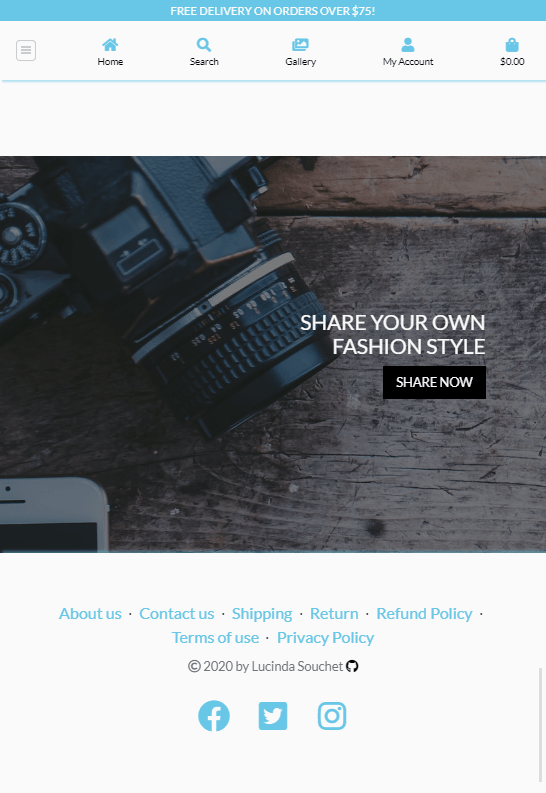 FREE DELIVERY ON ORDERS OVER $75!
Home Search Gallery My Account $0.00
SHARE YOUR OWN
FASHION STYLE
SHARE NOW
About us · Contact us · Shipping · Return · Refund Policy ·
Terms of use · Privacy Policy
© 2020 by Lucinda Souchet